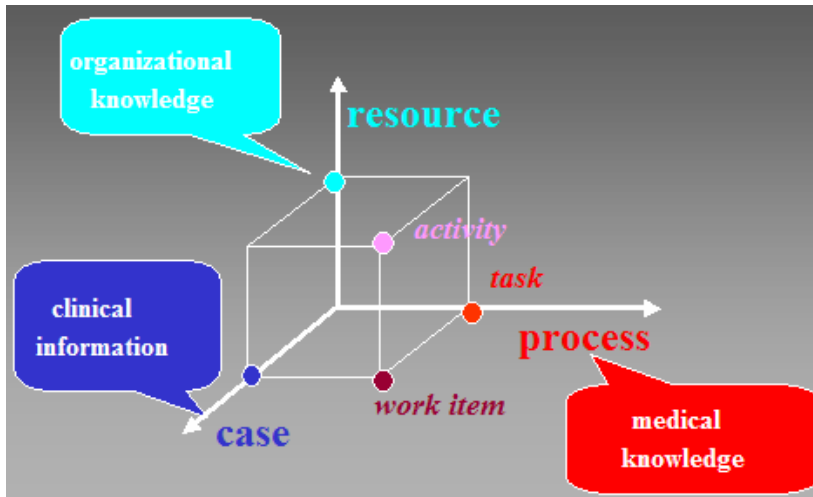 organizational
knowledge
resource
activity
task
clinical
information
process
work item
case
medical
knowledge